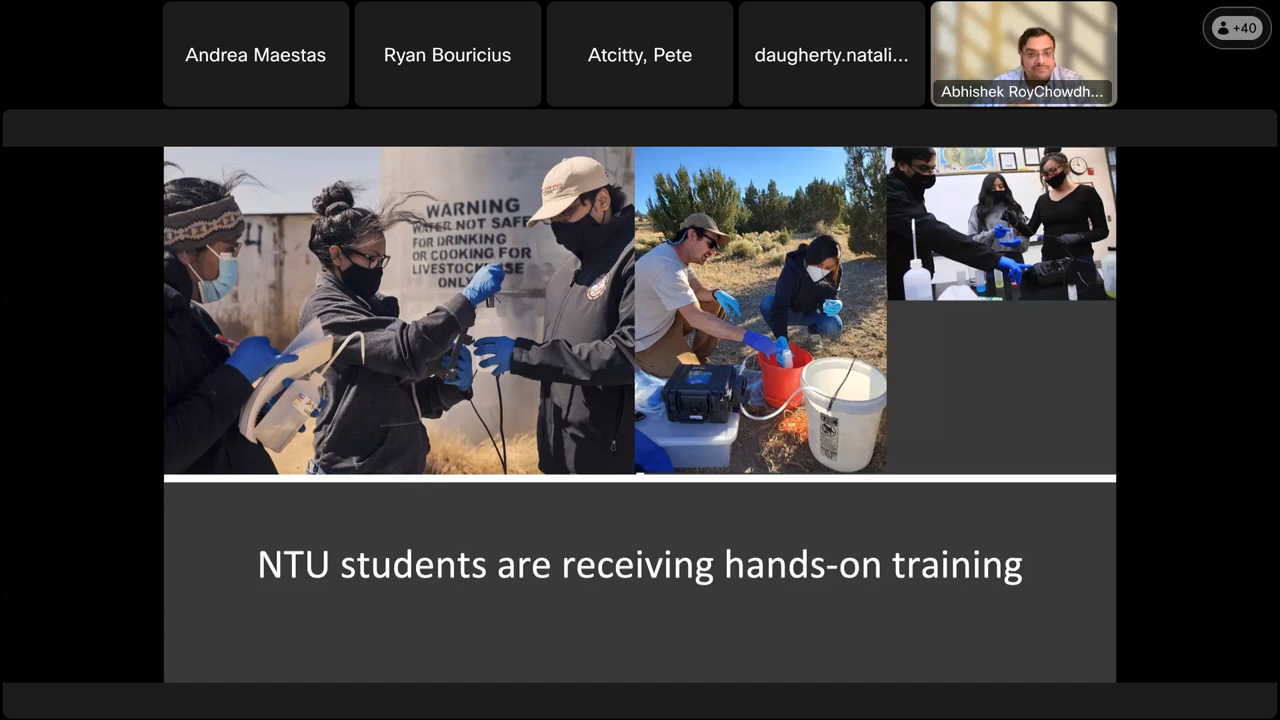 Andrea Maestas
Ryan Bouricius
Atcitty, Pete
daugherty.natali...
Abhishek RoyChowdh...
+40
WARNING
WATER NOT SAFE
FOR DRINKING
OR COOKING FOR
LIVESTOCK USE
ONLY
NTU students are receiving hands-on training